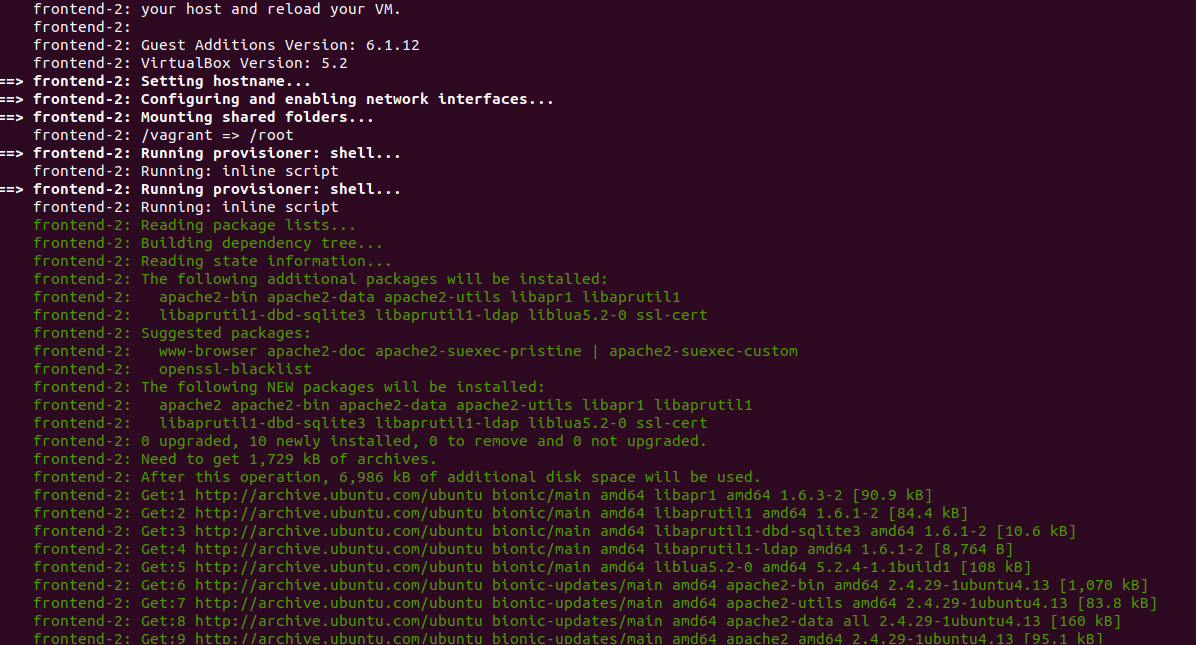 frontend-2: your host and reload your VM.
frontend-2:
frontend-2: Guest Additions Version: 6.1.12
frontend-2: VirtualBox Version: 5.2
==> frontend-2: Setting hostname...
==> frontend-2: Configuring and enabling network interfaces...
==> frontend-2: Mounting shared folders...
frontend-2: /vagrant => /root
==> frontend-2: Running provisioner: shell...
frontend-2: Running: inline script
==> frontend-2: Running provisioner: shell...
frontend-2: Running: inline script
frontend-2: Reading package lists...
frontend-2: Building dependency tree...
frontend-2: Reading state information...
frontend-2: The following additional packages will be installed:
frontend-2:   apache2-bin apache2-data apache2-utils libapr1 libaprutil1
frontend-2:   libaprutil1-dbd-sqlite3 libaprutil1-ldap liblua5.2-0 ssl-cert
frontend-2: Suggested packages:
frontend-2:   www-browser apache2-doc apache2-suexec-pristine | apache2-suexec-custom
frontend-2:   openssl-blacklist
frontend-2: The following NEW packages will be installed:
frontend-2:   apache2 apache2-bin apache2-data apache2-utils libapr1 libaprutil1
frontend-2:   libaprutil1-dbd-sqlite3 libaprutil1-ldap liblua5.2-0 ssl-cert
frontend-2: 0 upgraded, 10 newly installed, 0 to remove and 0 not upgraded.
frontend-2: Need to get 1,729 kB of archives.
frontend-2: After this operation, 6,986 kB of additional disk space will be used.
frontend-2: Get:1 http://archive.ubuntu.com/ubuntu bionic/main amd64 libapr1 amd64 1.6.3-2 [90.9 kB]
frontend-2: Get:2 http://archive.ubuntu.com/ubuntu bionic/main amd64 libaprutil1 amd64 1.6.1-2 [84.4 kB]
frontend-2: Get:3 http://archive.ubuntu.com/ubuntu bionic/main amd64 libaprutil1-dbd-sqlite3 amd64 1.6.1-2 [10.6 kB]
frontend-2: Get:4 http://archive.ubuntu.com/ubuntu bionic/main amd64 libaprutil1-ldap amd64 1.6.1-2 [8,764 B]
frontend-2: Get:5 http://archive.ubuntu.com/ubuntu bionic/main amd64 liblua5.2-0 amd64 5.2.4-1.1build1 [108 kB]
frontend-2: Get:6 http://archive.ubuntu.com/ubuntu bionic-updates/main amd64 apache2-bin amd64 2.4.29-1ubuntu4.13 [1,070 kB]
frontend-2: Get:7 http://archive.ubuntu.com/ubuntu bionic-updates/main amd64 apache2-utils amd64 2.4.29-1ubuntu4.13 [83.8 kB]
frontend-2: Get:8 http://archive.ubuntu.com/ubuntu bionic-updates/main amd64 apache2-data all 2.4.29-1ubuntu4.13 [160 kB]
frontend-2: Get:9 http://archive.ubuntu.com/ubuntu bionic-updates/main amd64 apache2 amd64 2.4.29-1ubuntu4.13 [95.1 kB]